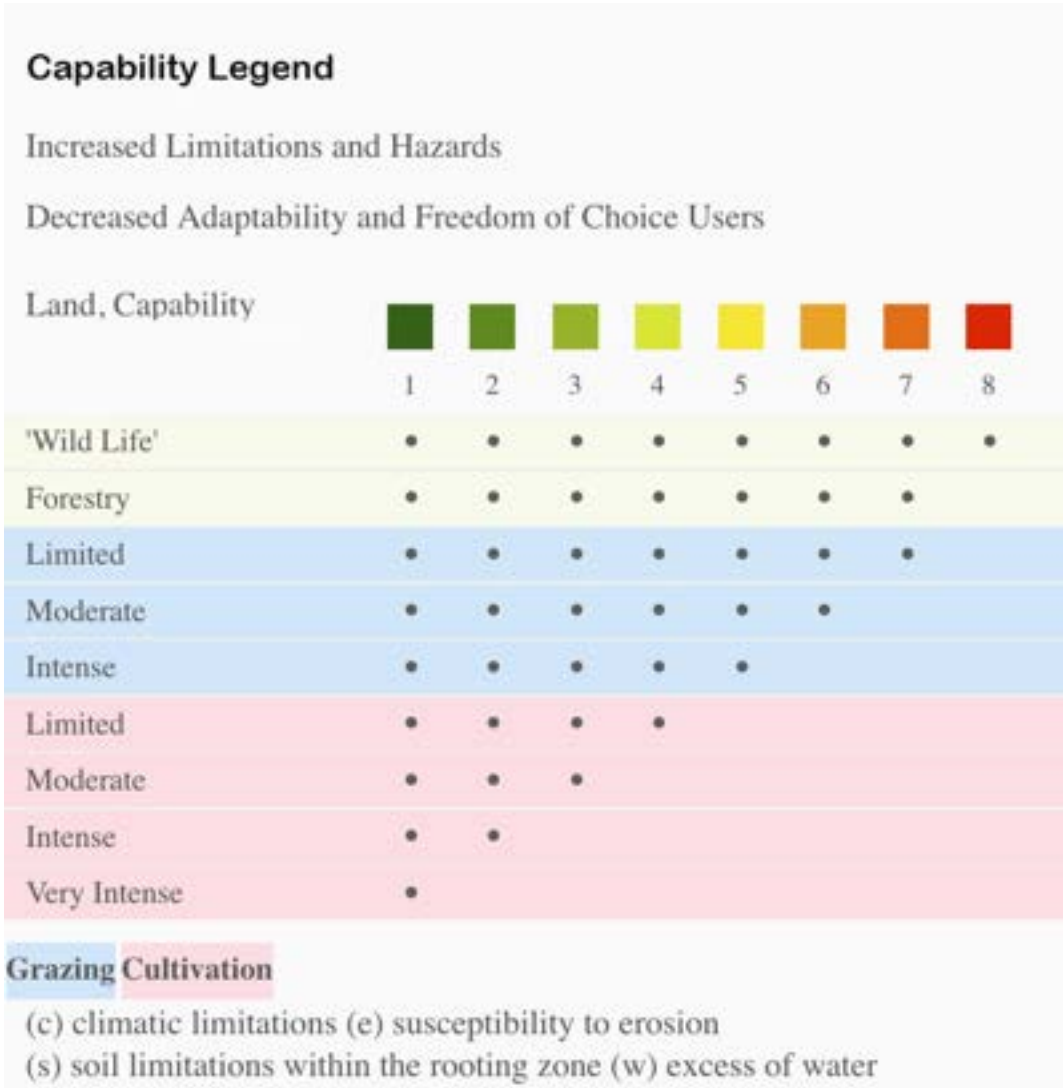 Capability Legend
Increased Limitations and Hazards
Decreased Adaptability and Freedom of Choice Users
Land, Capability
1 2 3 4 5 6 7 8
'Wild Life' • • • • • • • •
Forestry • • • • • • •
Limited • • • • • • •
Moderate • • • • • •
Intense • • • • •
Limited • • • •
Moderate • • •
Intense • •
Very Intense •
Grazing Cultivation
(c) climatic limitations (e) susceptibility to erosion
(s) soil limitations within the rooting zone (w) excess of water